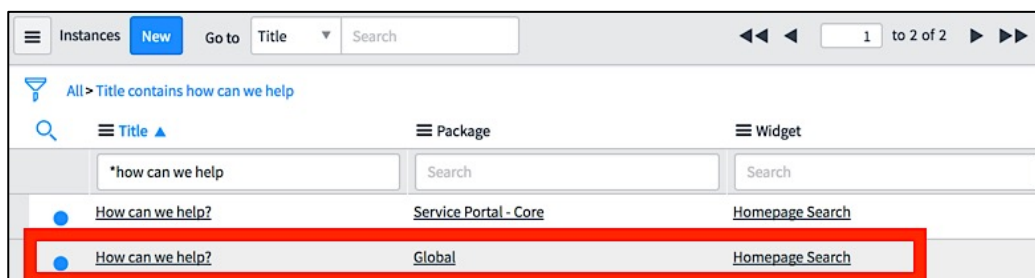 Instances New Go to Title Search 1 to 2 of 2
All > Title contains how can we help
Title Package Widget
*how can we help Search Search
How can we help? Service Portal - Core Homepage Search
How can we help? Global Homepage Search